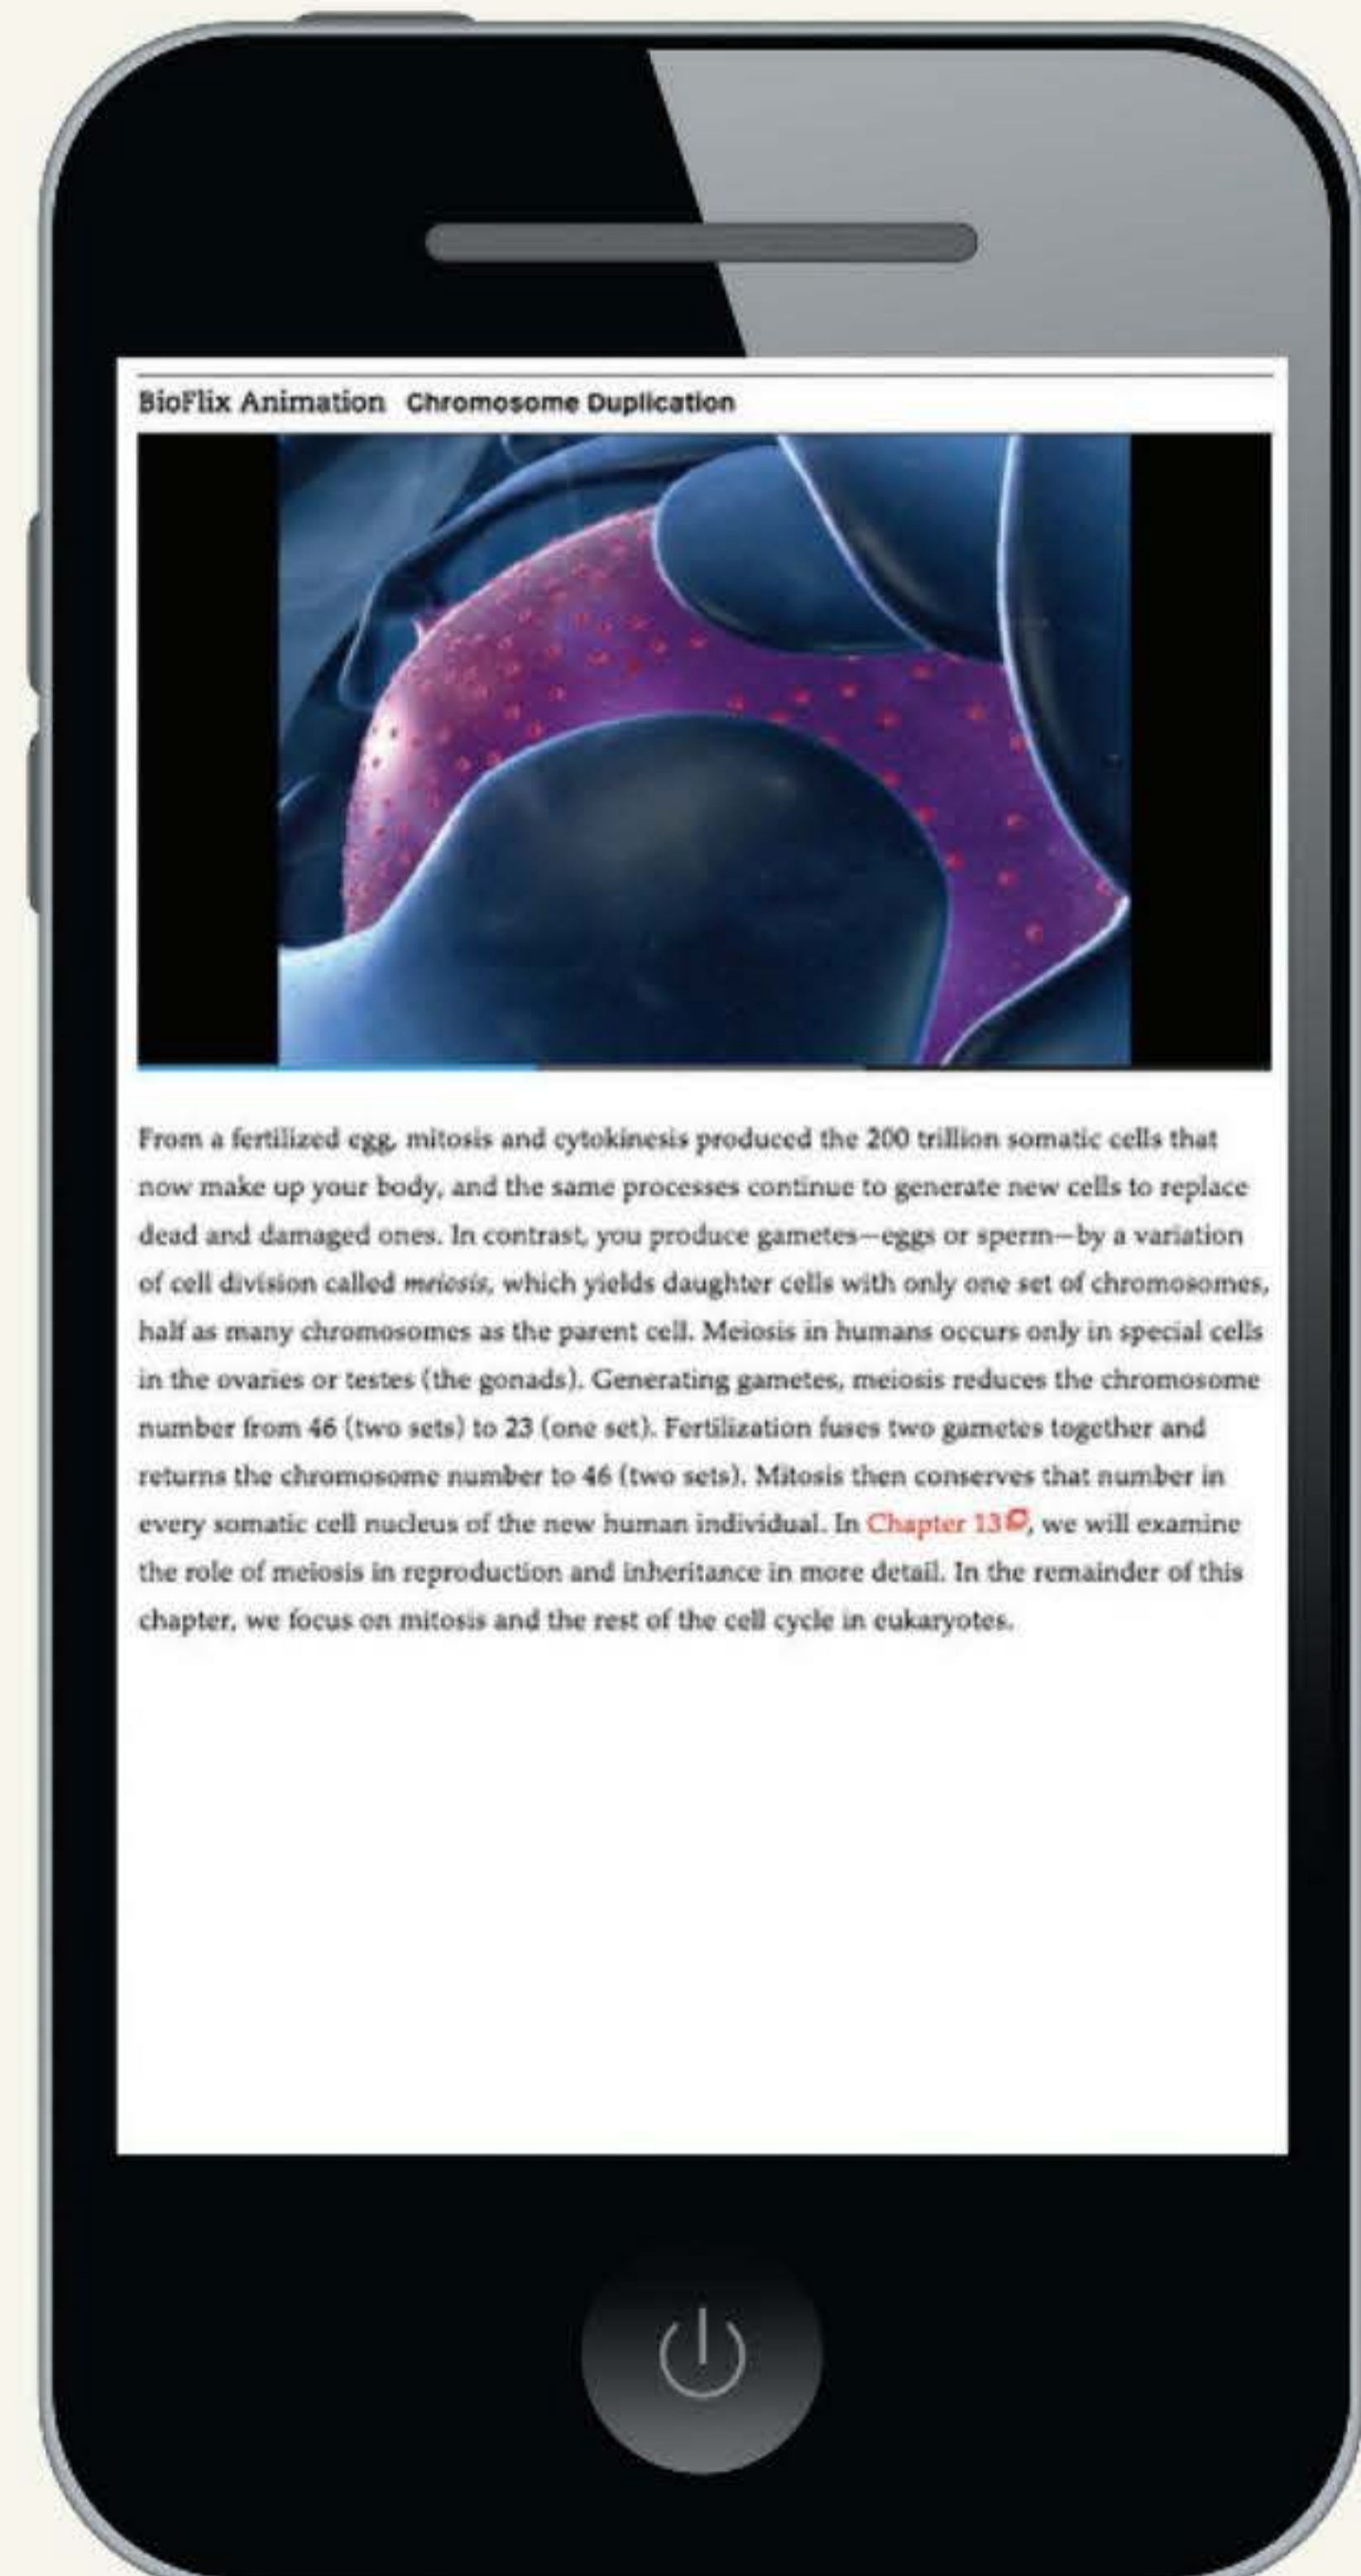 BioFlix Animation Chromosome Duplication
From a fertilized egg, mitosis and cytokinesis produced the 200 trillion somatic cells that
now make up your body, and the same processes continue to generate new cells to replace
dead and damaged ones. In contrast, you produce gametes—eggs or sperm—by a variation
of cell division called meiosis, which yields daughter cells with only one set of chromosomes,
half as many chromosomes as the parent cell. Meiosis in humans occurs only in special cells
in the ovaries or testes (the gonads). Generating gametes, meiosis reduces the chromosome
number from 46 (two sets) to 23 (one set). Fertilization fuses two gametes together and
returns the chromosome number to 46 (two sets). Mitosis then conserves that number in
every somatic cell nucleus of the new human individual. In Chapter 13, we will examine
the role of meiosis in reproduction and inheritance in more detail. In the remainder of this
chapter, we focus on mitosis and the rest of the cell cycle in eukaryotes.